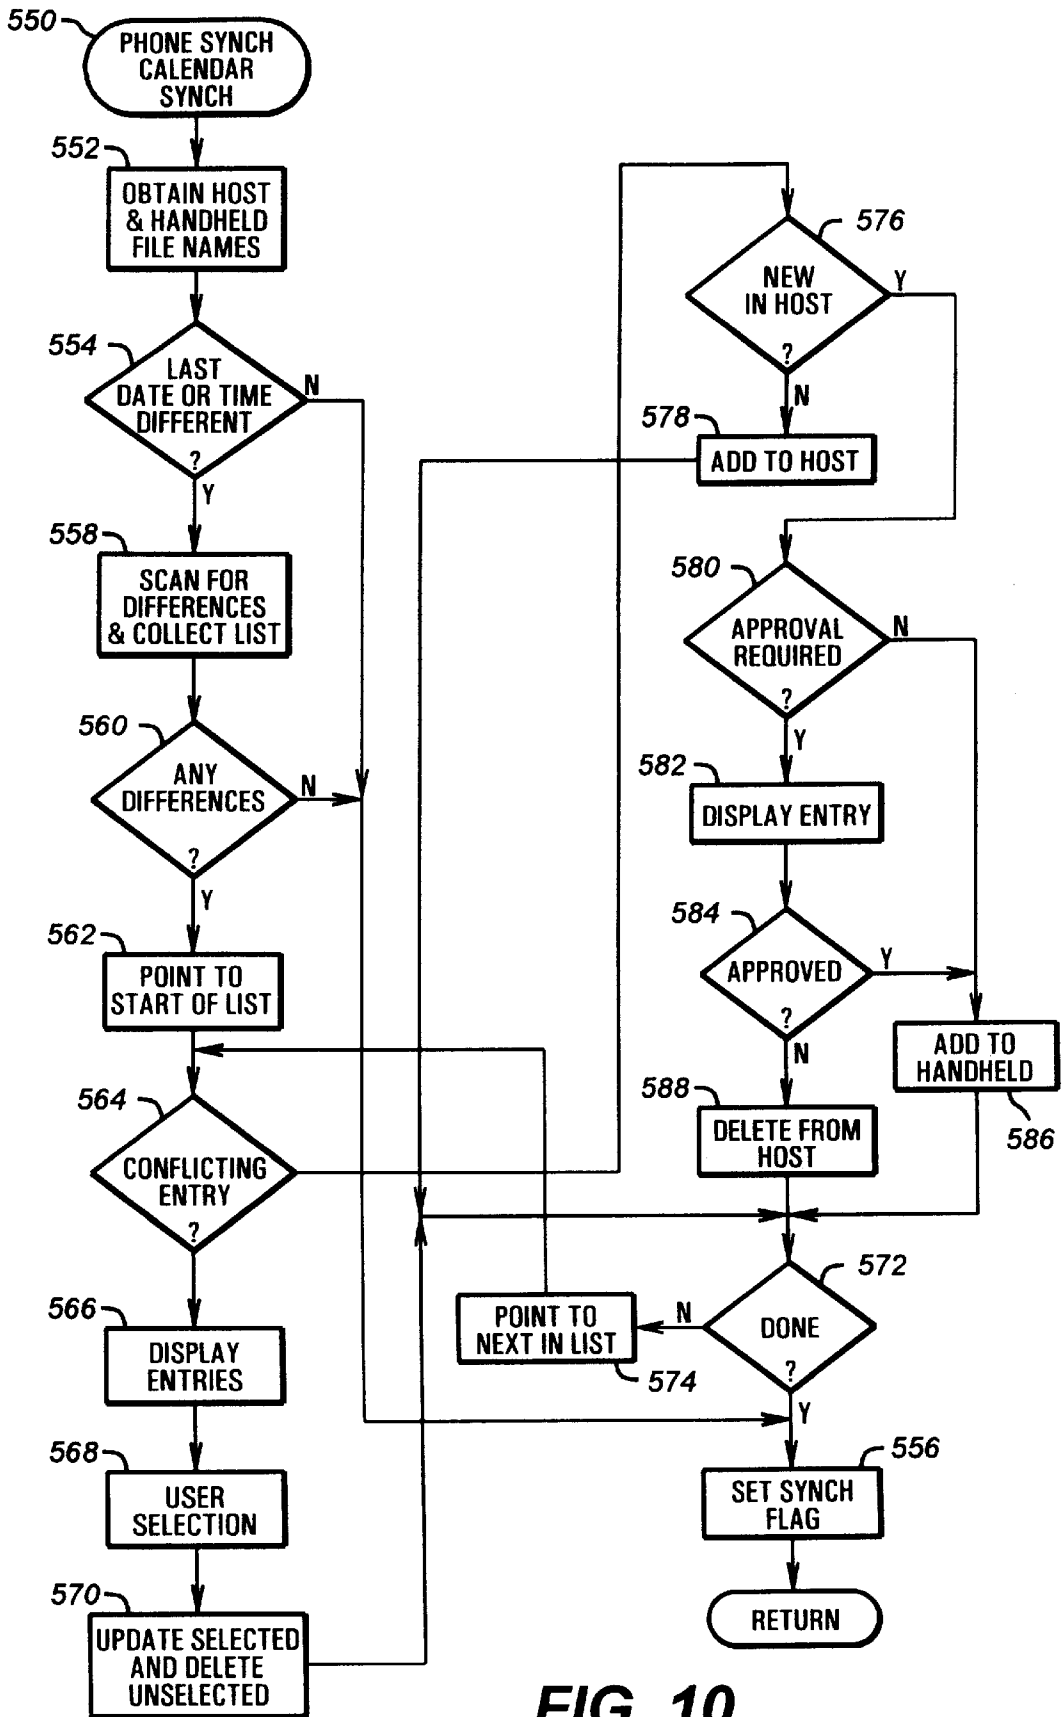 550
PHONE SYNCH
CALENDAR
SYNCH
552
OBTAIN HOST
& HANDHELD
FILE NAMES
554
LAST
DATE OR TIME
DIFFERENT
?
N
Y
558
SCAN FOR
DIFFERENCES
& COLLECT LIST
560
ANY
DIFFERENCES
?
N
Y
562
POINT TO
START OF LIST
564
CONFLICTING
ENTRY
?
566
DISPLAY
ENTRIES
568
USER
SELECTION
570
UPDATE SELECTED
AND DELETE
UNSELECTED
576
NEW
IN HOST
?
Y
N
578
ADD TO HOST
580
APPROVAL
REQUIRED
?
N
Y
582
DISPLAY ENTRY
584
APPROVED
?
Y
N
ADD TO
HANDHELD
586
588
DELETE FROM
HOST
572
DONE
?
N
Y
POINT TO
NEXT IN LIST
574
556
SET SYNCH
FLAG
RETURN
FIG. 10